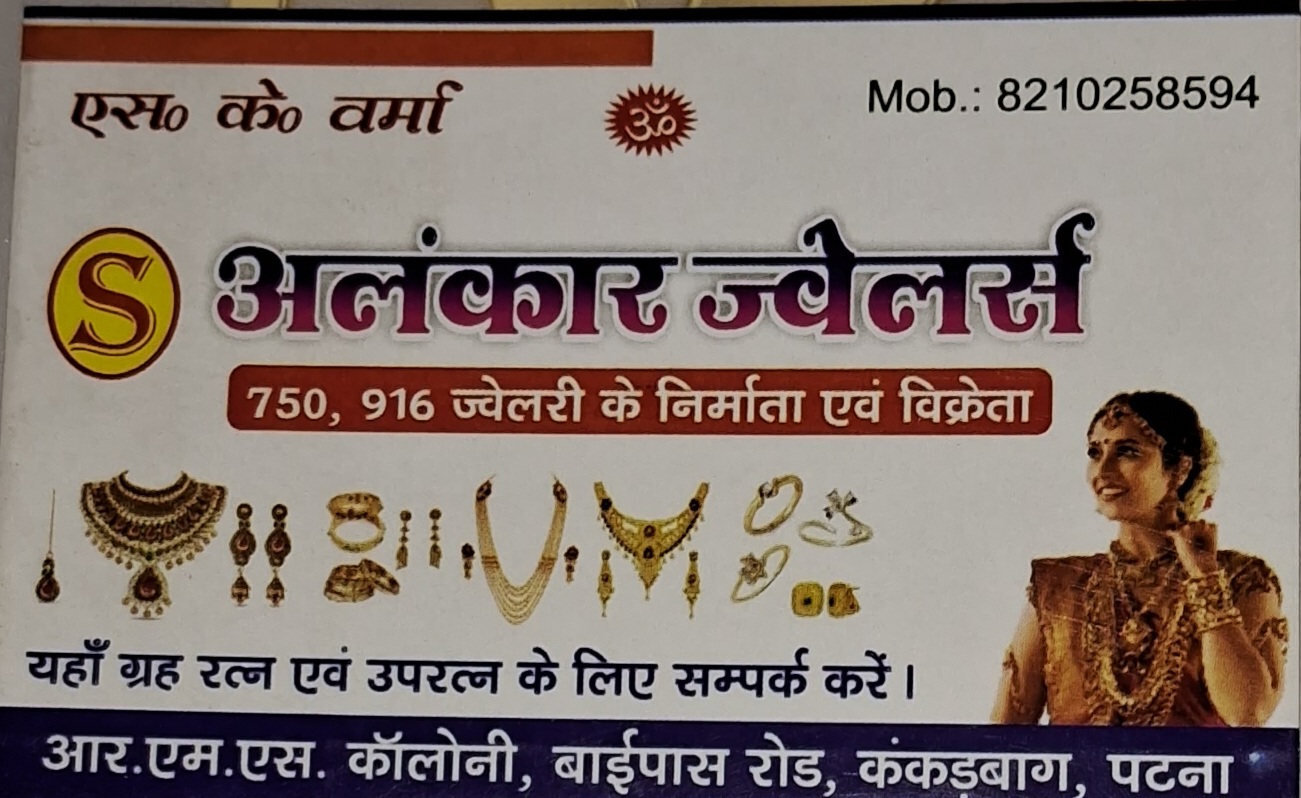 एस० के० वर्मा
ॐ
Mob.: 8210258594
S अलंकार ज्वेलर्स
750, 916 ज्वेलरी के निर्माता एवं विक्रेता
यहाँ ग्रह रत्न एवं उपरत्न के लिए सम्पर्क करें।
आर.एम.एस. कॉलोनी, बाईपास रोड, कंकड़बाग, पटना